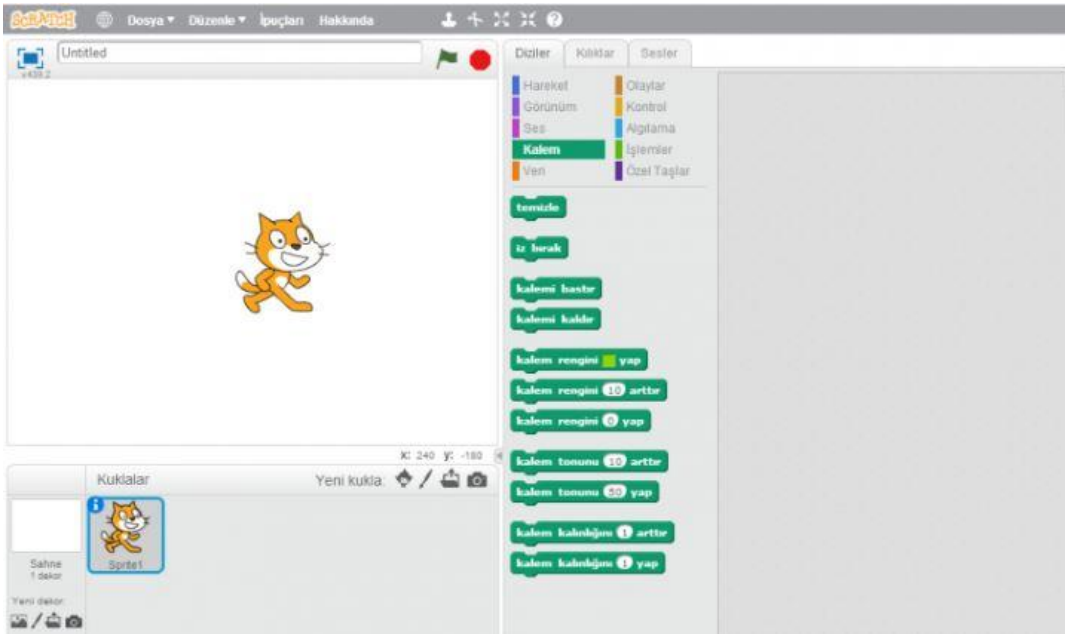 SCRATCH Dosya Düzenle İpuçları Hakkında
Untitled
v439.2
Diziler Kılıklar Sesler
Hareket Olaylar
Görünüm Kontrol
Ses Algılama
Kalem İşlemler
Veri Özel Taşlar
temizle
iz bırak
kalemi bastır
kalemi kaldır
kalem rengini yap
kalem rengini 10 arttır
kalem rengini 0 yap
kalem tonunu 10 arttır
kalem tonunu 50 yap
kalem kalınlığını 1 arttır
kalem kalınlığını 1 yap
X: 240 y: -180
Kuklalar Yeni kukla:
Sahne
1 dekor
Sprite1
Yeni dekor: